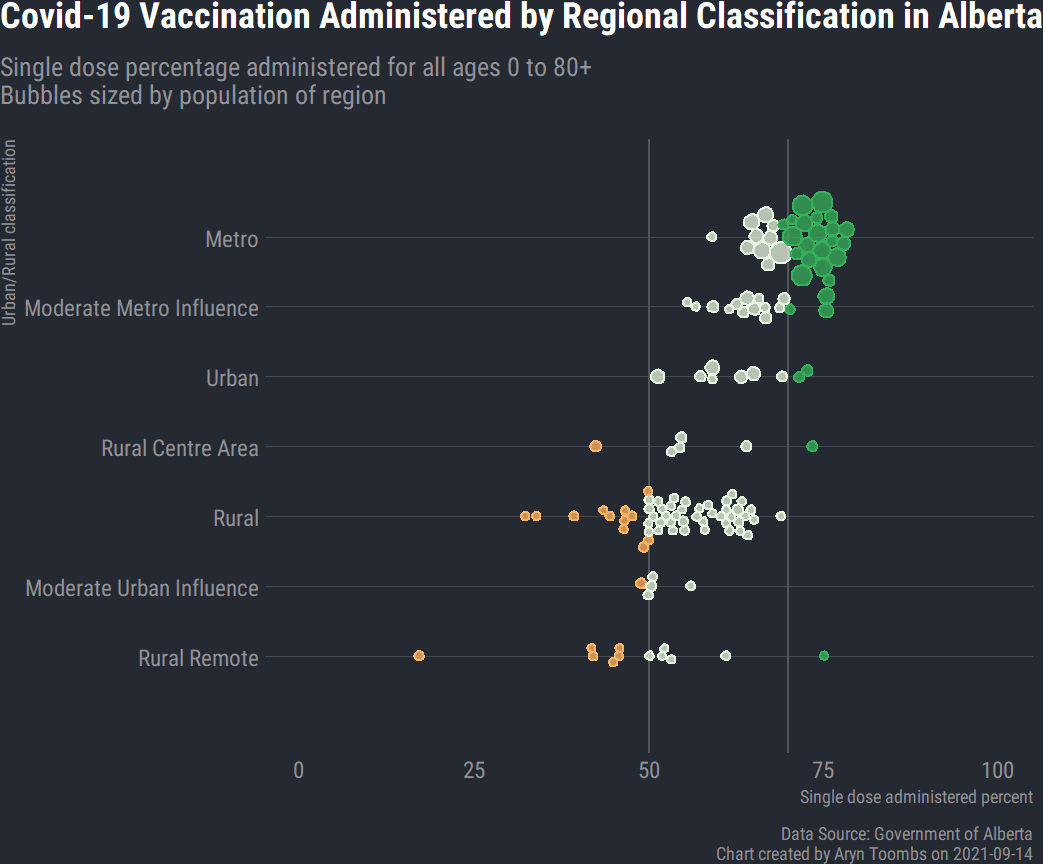 Covid-19 Vaccination Administered by Regional Classification in Alberta
Single dose percentage administered for all ages 0 to 80+
Bubbles sized by population of region
Urban/Rural classification
Metro
Moderate Metro Influence
Urban
Rural Centre Area
Rural
Moderate Urban Influence
Rural Remote
0 25 50 75 100
Single dose administered percent
Data Source: Government of Alberta
Chart created by Aryn Toombs on 2021-09-14